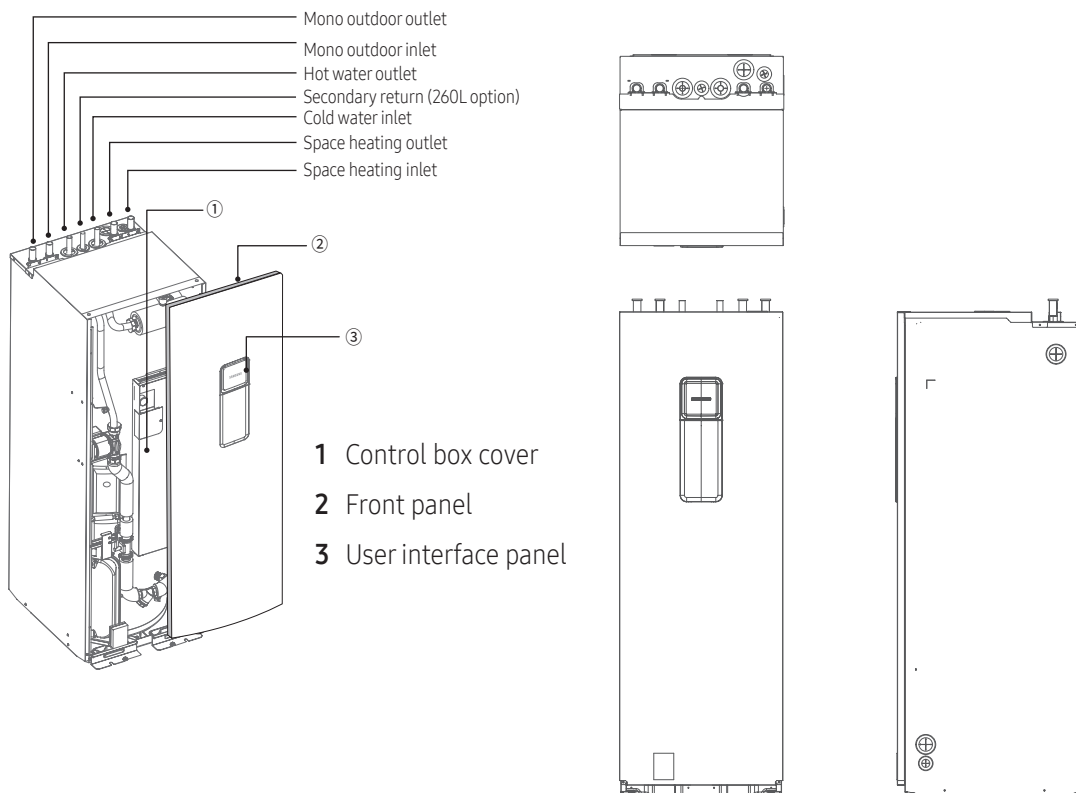 Mono outdoor outlet
Mono outdoor inlet
Hot water outlet
Secondary return (260L option)
Cold water inlet
Space heating outlet
Space heating inlet
①
②
③
1 Control box cover
2 Front panel
3 User interface panel